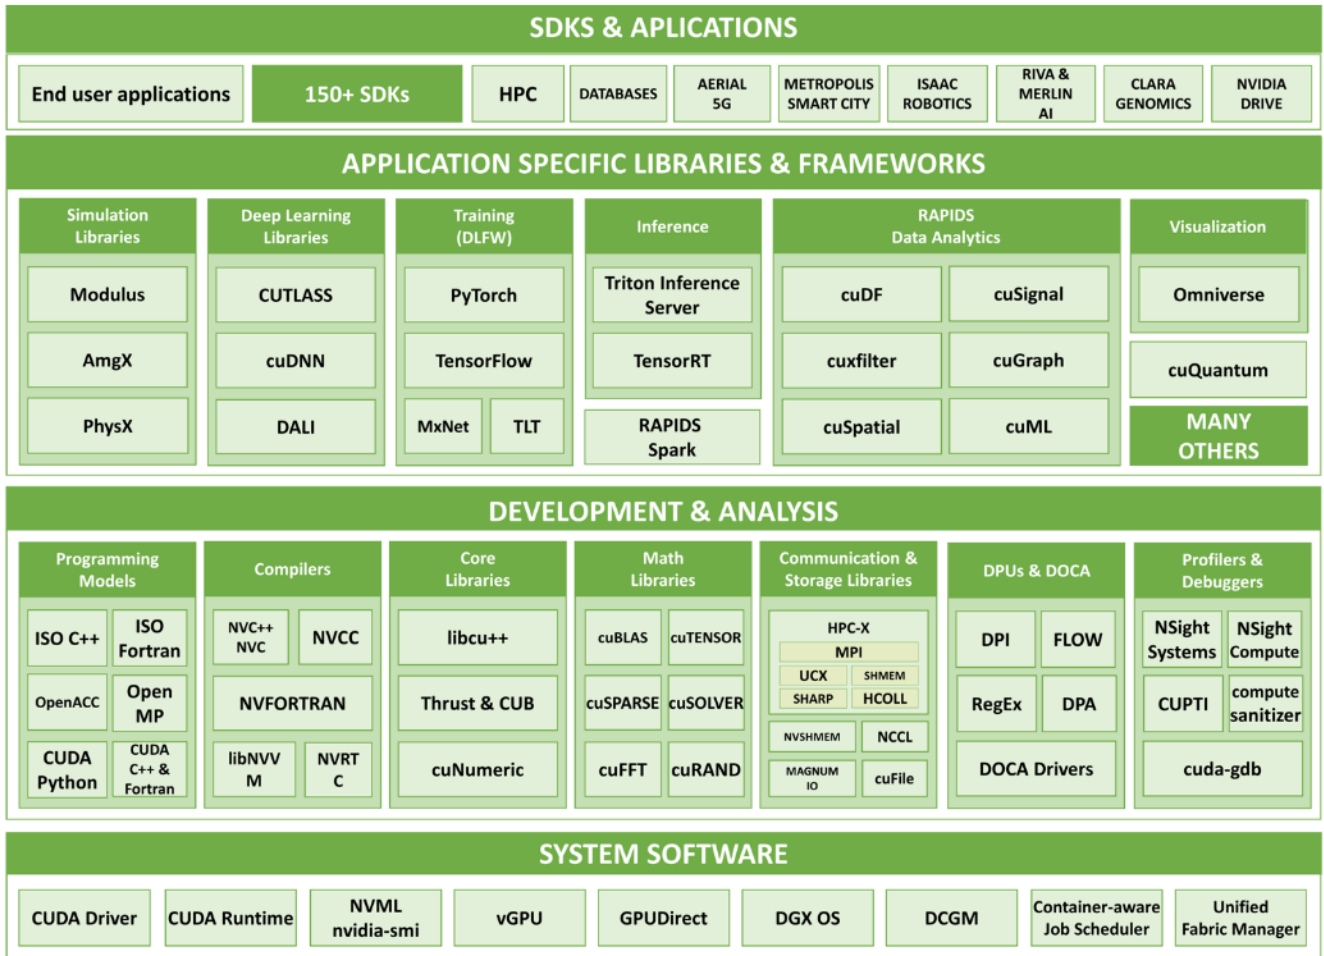 SDKS & APLICATIONS
End user applications
150+ SDKs
HPC
DATABASES
AERIAL
5G
METROPOLIS
SMART CITY
ISAAC
ROBOTICS
RIVA &
MERLIN
AI
CLARA
GENOMICS
NVIDIA
DRIVE
APPLICATION SPECIFIC LIBRARIES & FRAMEWORKS
Simulation
Libraries
Modulus
AmgX
PhysX
Deep Learning
Libraries
CUTLASS
cuDNN
DALI
Training
(DLFW)
PyTorch
TensorFlow
MxNet
TLT
Inference
Triton Inference
Server
TensorRT
RAPIDS
Spark
RAPIDS
Data Analytics
cuDF
cuSignal
cuxfilter
cuGraph
cuSpatial
cuML
Visualization
Omniverse
cuQuantum
MANY
OTHERS
DEVELOPMENT & ANALYSIS
Programming
Models
ISO C++
ISO
Fortran
OpenACC
Open
MP
CUDA
Python
CUDA
C++ &
Fortran
Compilers
NVC++
NVC
NVCC
NVFORTRAN
libNVV
M
NVRT
C
Core
Libraries
libcu++
Thrust & CUB
cuNumeric
Math
Libraries
cuBLAS
cuTENSOR
cuSPARSE
cuSOLVER
cuFFT
cuRAND
Communication &
Storage Libraries
HPC-X
MPI
UCX
SHMEM
SHARP
HCOLL
NVSHMEM
NCCL
MAGNUM
IO
cuFile
DPUs & DOCA
DPI
FLOW
RegEx
DPA
DOCA Drivers
Profilers &
Debuggers
NSight
Systems
NSight
Compute
CUPTI
compute
sanitizer
cuda-gdb
SYSTEM SOFTWARE
CUDA Driver
CUDA Runtime
NVML
nvidia-smi
vGPU
GPUDirect
DGX OS
DCGM
Container-aware
Job Scheduler
Unified
Fabric Manager